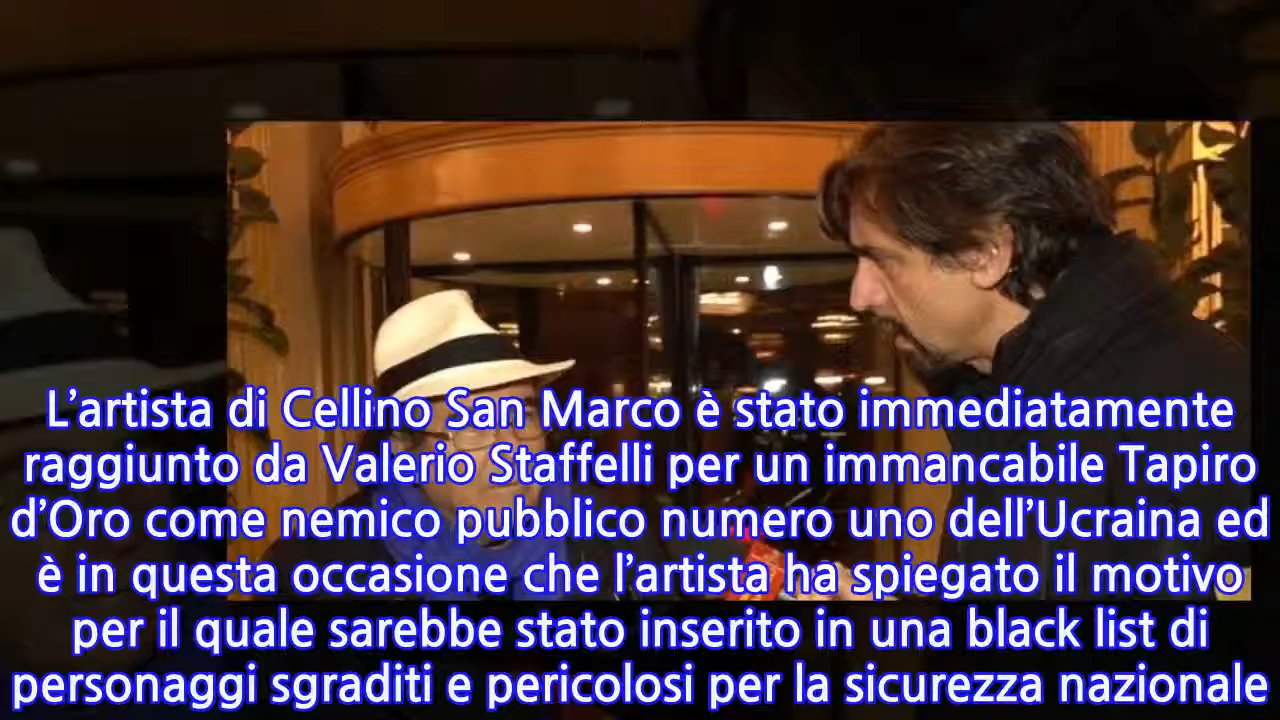 L’artista di Cellino San Marco è stato immediatamente
raggiunto da Valerio Staffelli per un immancabile Tapiro
d’Oro come nemico pubblico numero uno dell’Ucraina ed
è in questa occasione che l’artista ha spiegato il motivo
per il quale sarebbe stato inserito in una black list di
personaggi sgraditi e pericolosi per la sicurezza nazionale